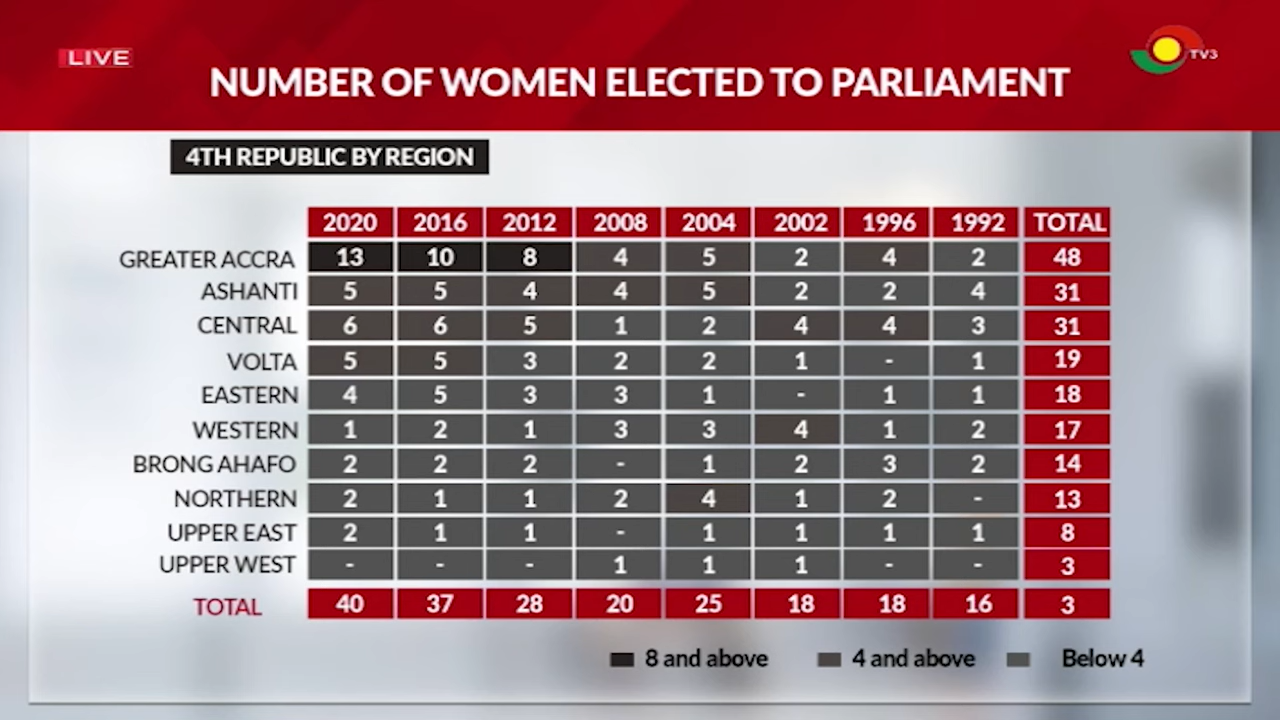 LIVE
TV3
NUMBER OF WOMEN ELECTED TO PARLIAMENT
4TH REPUBLIC BY REGION
2020 2016 2012 2008 2004 2002 1996 1992 TOTAL
GREATER ACCRA 13 10 8 4 5 2 4 2 48
ASHANTI 5 5 4 4 5 2 2 4 31
CENTRAL 6 6 5 1 2 4 4 3 31
VOLTA 5 5 3 2 2 1 - 1 19
EASTERN 4 5 3 3 1 - 1 1 18
WESTERN 1 2 1 3 3 4 1 2 17
BRONG AHAFO 2 2 2 - 1 2 3 2 14
NORTHERN 2 1 1 2 4 1 2 - 13
UPPER EAST 2 1 1 - 1 1 1 1 8
UPPER WEST - - - 1 1 1 - - 3
TOTAL 40 37 28 20 25 18 18 16 3
8 and above 4 and above Below 4